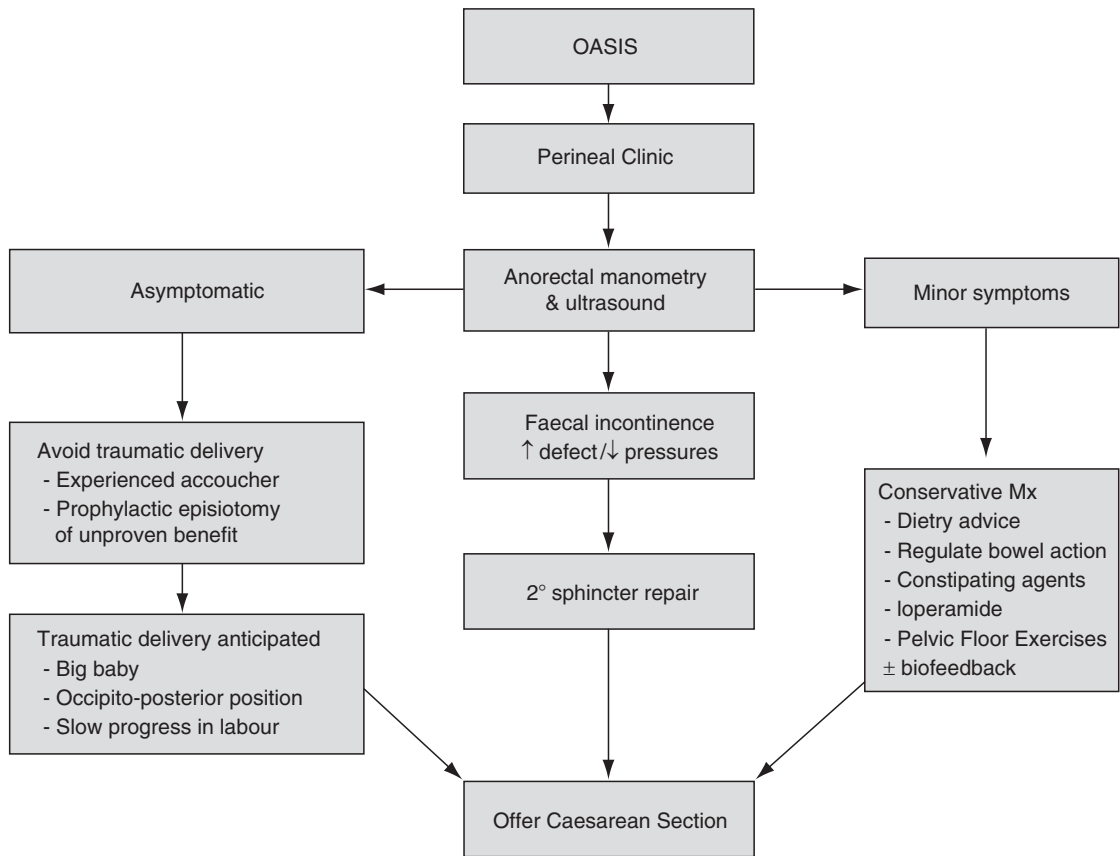 OASIS
Perineal Clinic
Anorectal manometry
& ultrasound
Asymptomatic
Minor symptoms
Faecal incontinence
↑ defect/↓ pressures
Avoid traumatic delivery
- Experienced accoucher
- Prophylactic episiotomy
of unproven benefit
Conservative Mx
- Dietry advice
- Regulate bowel action
- Constipating agents
- loperamide
- Pelvic Floor Exercises
± biofeedback
2° sphincter repair
Traumatic delivery anticipated
- Big baby
- Occipito-posterior position
- Slow progress in labour
Offer Caesarean Section